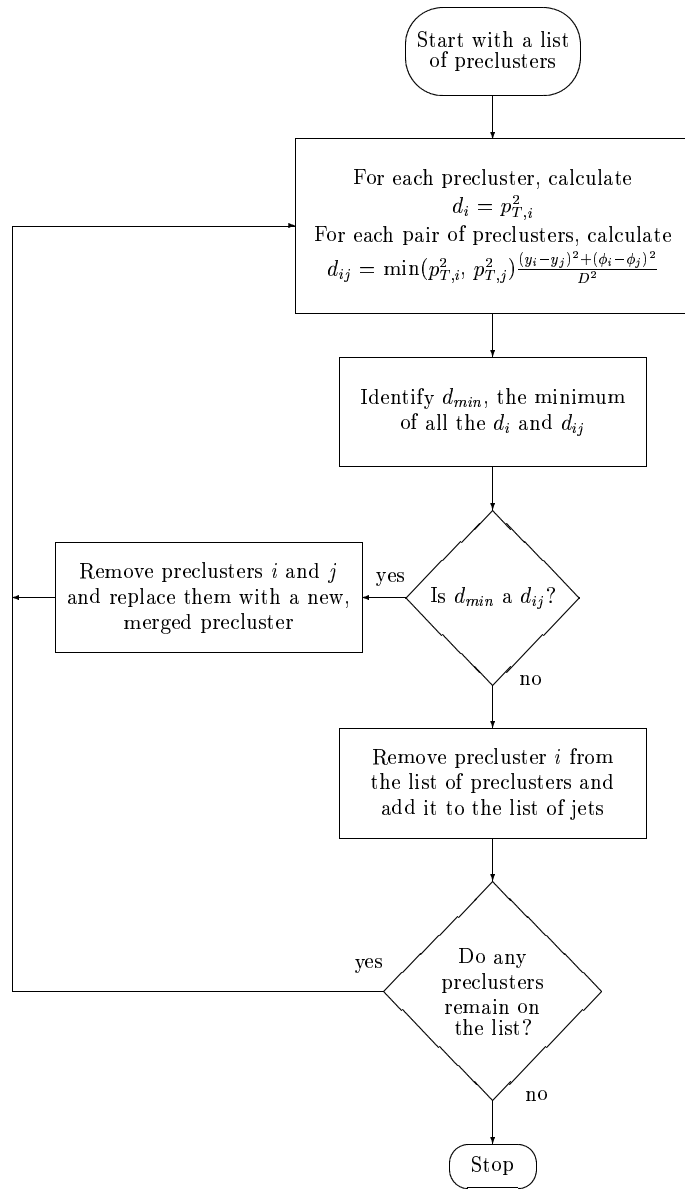 Start with a list
of preclusters
For each precluster, calculate
$d_i = p_{T,i}^2$
For each pair of preclusters, calculate
$d_{ij} = \min(p_{T,i}^2, p_{T,j}^2) \frac{(y_i - y_j)^2 + (\phi_i - \phi_j)^2}{D^2}$
Identify $d_{min}$, the minimum
of all the $d_i$ and $d_{ij}$
Is $d_{min}$ a $d_{ij}$?
yes
Remove preclusters $i$ and $j$
and replace them with a new,
merged precluster
no
Remove precluster $i$ from
the list of preclusters and
add it to the list of jets
Do any
preclusters
remain on
the list?
yes
no
Stop